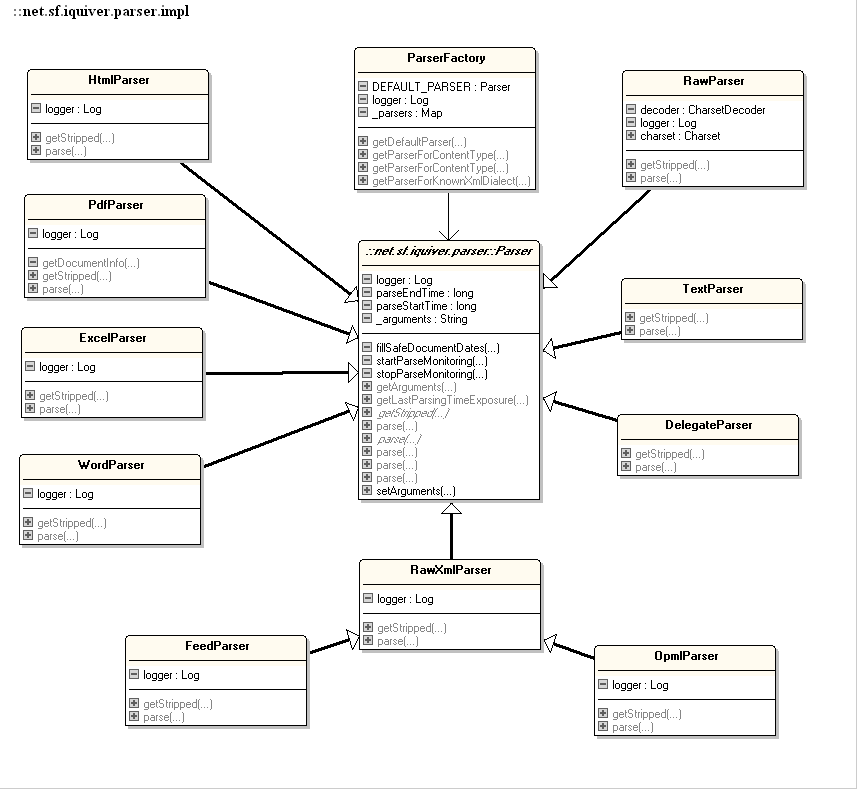 ::net.sf.iquiver.parser.impl
HtmlParser
logger : Log
getStripped(...)
parse(...)
ParserFactory
DEFAULT_PARSER : Parser
logger : Log
_parsers : Map
getDefaultParser(...)
getParserForContentType(...)
getParserForContentType(...)
getParserForKnownXmlDialect(...)
RawParser
decoder : CharsetDecoder
logger : Log
charset : Charset
getStripped(...)
parse(...)
PdfParser
logger : Log
getDocumentInfo(...)
getStripped(...)
parse(...)
.::net.sf.iquiver.parser::Parser
logger : Log
parseEndTime : long
parseStartTime : long
_arguments : String
fillSafeDocumentDates(...)
startParseMonitoring(...)
stopParseMonitoring(...)
getArguments(...)
getLastParsingTimeExposure(...)
getStripped(...)
parse(...)
parse(...)
parse(...)
parse(...)
parse(...)
setArguments(...)
TextParser
getStripped(...)
parse(...)
ExcelParser
logger : Log
getStripped(...)
parse(...)
DelegateParser
getStripped(...)
parse(...)
WordParser
logger : Log
getStripped(...)
parse(...)
RawXmlParser
logger : Log
getStripped(...)
parse(...)
FeedParser
logger : Log
getStripped(...)
parse(...)
OpmlParser
logger : Log
getStripped(...)
parse(...)